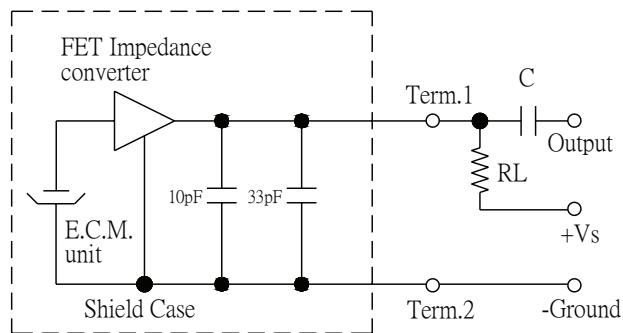 FET Impedance
converter
Term.1
C
Output
RL
10pF
33pF
+Vs
E.C.M.
unit
Shield Case
Term.2
-Ground